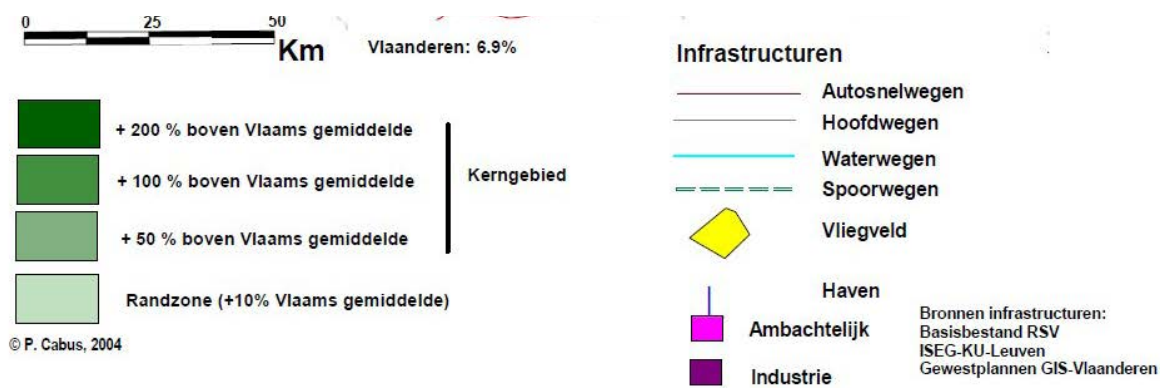 0 25 50
Km
Vlaanderen: 6.9%
+ 200 % boven Vlaams gemiddelde
+ 100 % boven Vlaams gemiddelde
Kerngebied
+ 50 % boven Vlaams gemiddelde
Randzone (+10% Vlaams gemiddelde)
© P. Cabus, 2004
Infrastructuren
Autosnelwegen
Hoofdwegen
Waterwegen
Spoorwegen
Vliegveld
Haven
Ambachtelijk
Industrie
Bronnen infrastructuren:
Basisbestand RSV
ISEG-KU-Leuven
Gewestplannen GIS-Vlaanderen